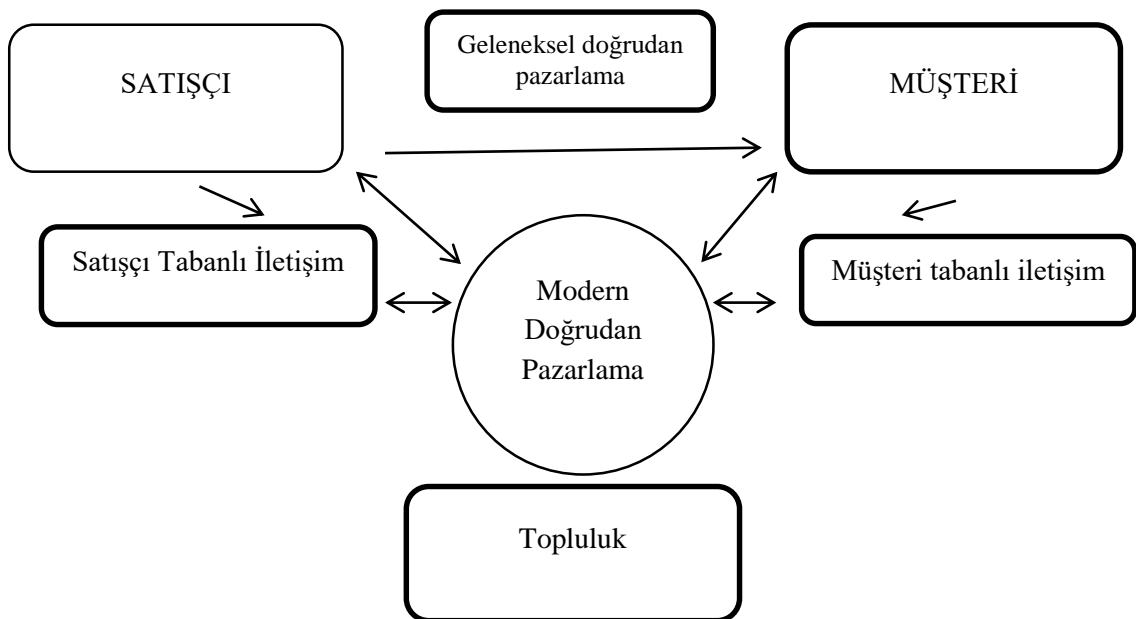 SATIŞÇI
Geleneksel doğrudan
pazarlama
MÜŞTERİ
Satışçı Tabanlı İletişim
Müşteri tabanlı iletişim
Modern
Doğrudan
Pazarlama
Topluluk